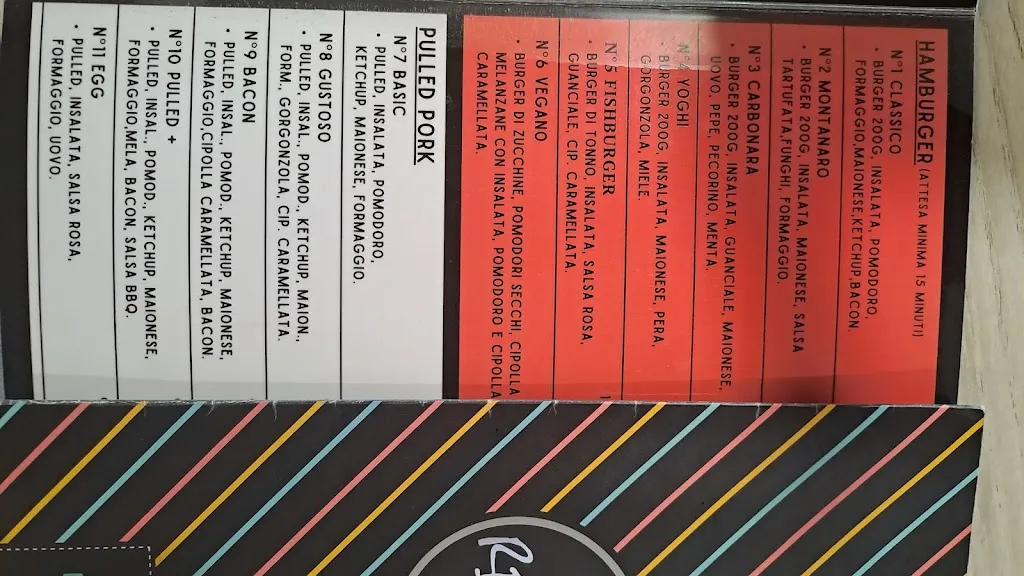 HAMBURGER (ATTESA MINIMA 15 MINUTI)
N°1 CLASSICO
• BURGER 200G, INSALATA, POMODORO,
FORMAGGIO,MAIONESE,KETCHUP,BACON
N°2 MONTANARO
• BURGER 200G, INSALATA, MAIONESE, SALSA
TARTUFATA,FUNGHI, FORMAGGIO.
N°3 CARBONARA
• BURGER 200G, INSALATA, GUANCIALE, MAIONESE,
UOVO, PEPE, PECORINO, MENTA.
N°4 YOGHI
• BURGER 200G, INSALATA, MAIONESE, PERA,
GORGONZOLA, MIELE.
N°5 FISHBURGER
• BURGER DI TONNO, INSALATA, SALSA ROSA,
GUANCIALE, CIP. CARAMELLATA.
N°6 VEGANO
• BURGER DI ZUCCHINE, POMODORI SECCHI, CIPOLLA
MELANZANE CON INSALATA, POMODORO E CIPOLLA
CARAMELLATA.
PULLED PORK
N°7 BASIC
• PULLED, INSALATA, POMODORO,
KETCHUP, MAIONESE, FORMAGGIO.
N°8 GUSTOSO
• PULLED, INSAL., POMOD., KETCHUP, MAION.,
FORM., GORGONZOLA, CIP. CARAMELLATA.
N°9 BACON
• PULLED, INSAL., POMOD., KETCHUP, MAIONESE,
FORMAGGIO,CIPOLLA CARAMELLATA, BACON.
N°10 PULLED +
• PULLED, INSAL., POMOD., KETCHUP, MAIONESE,
FORMAGGIO,MELA, BACON, SALSA BBQ.
N°11 EGG
• PULLED, INSALATA, SALSA ROSA,
FORMAGGIO, UOVO.